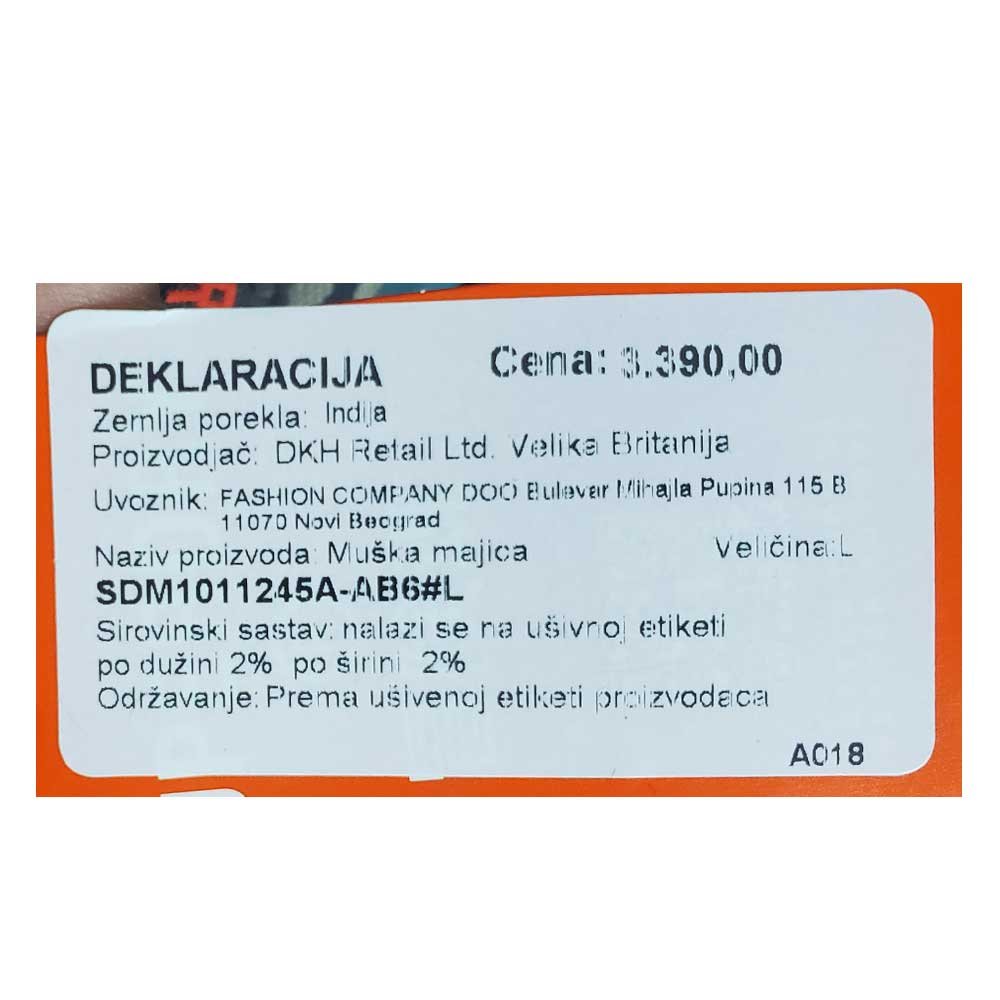 DEKLARACIJA Cena: 3.390,00
Zemlja porekla: Indija
Proizvodjač: DKH Retail Ltd. Velika Britanija
Uvoznik: FASHION COMPANY DOO Bulevar Mihajla Pupina 115 B
11070 Novi Beograd
Naziv proizvoda: Muška majica Veličina:L
SDM1011245A-AB6#L
Sirovinski sastav: nalazi se na ušivnoj etiketi
po dužini 2% po širini 2%
Održavanje: Prema ušivenoj etiketi proizvodaca
A018